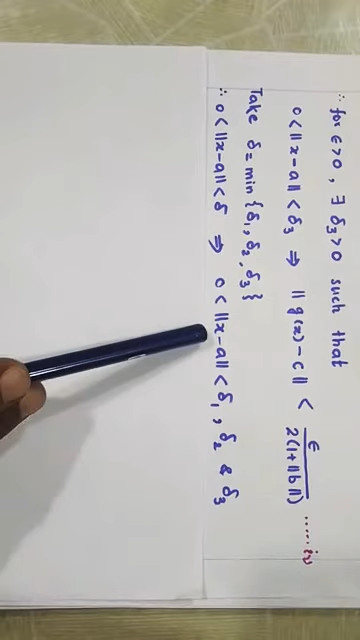 ∴ for ε>0, ∃ δ₃>0 such that
0<||x-a||<δ₃ ⇒ ||g(x)-c|| < ε/2(1+||b||) ......iv
Take δ=min{δ₁,δ₂,δ₃}
∴ 0<||x-a||<δ ⇒ 0<||x-a||<δ₁, δ₂ & δ₃